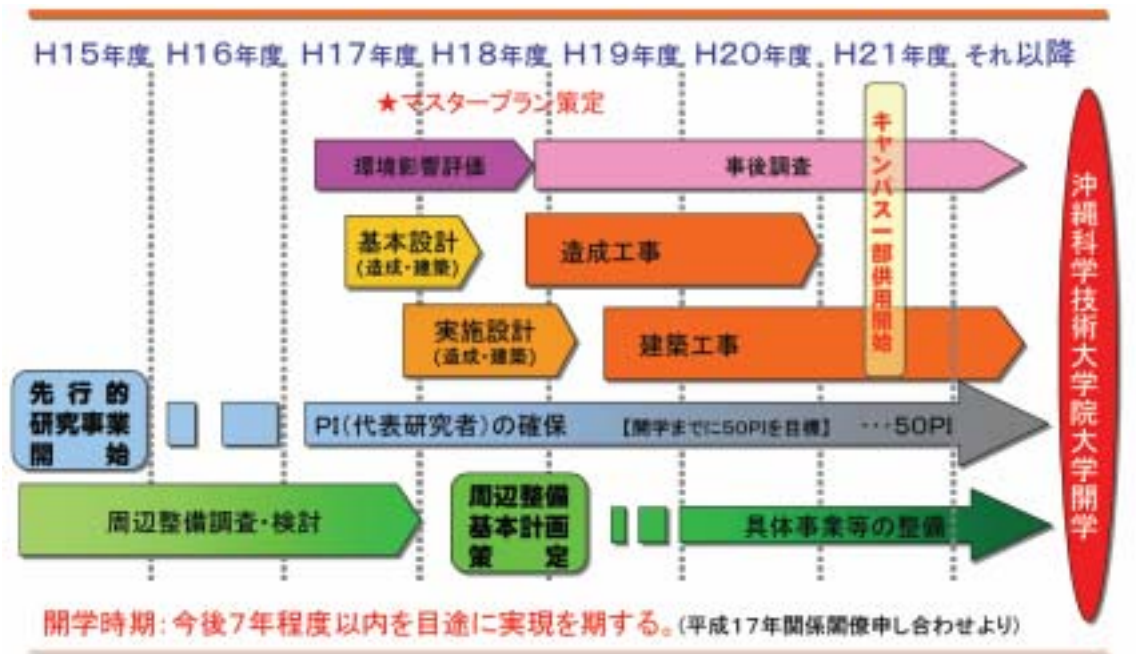 H15年度 H16年度 H17年度 H18年度 H19年度 H20年度 H21年度 それ以降
★マスタープラン策定
環境影響評価
事後調査
キャンパス一部供用開始
基本設計
(造成・建築)
造成工事
実施設計
(造成・建築)
建築工事
先行的
研究事業
開始
PI(代表研究者)の確保 【開学までに50PIを目標】 …50PI
周辺整備調査・検討
周辺整備
基本計画
策定
具体事業等の整備
沖縄科学技術大学院大学開学
開学時期:今後7年程度以内を目途に実現を期する。(平成17年関係閣僚申し合わせより)